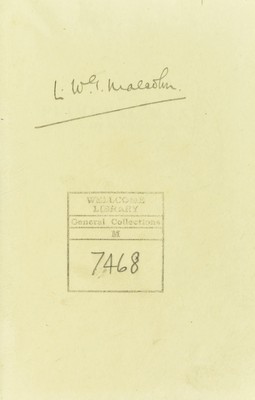 L. W. G. Malcolm.
WELLCOME
LIBRARY
General Collections
M
7468